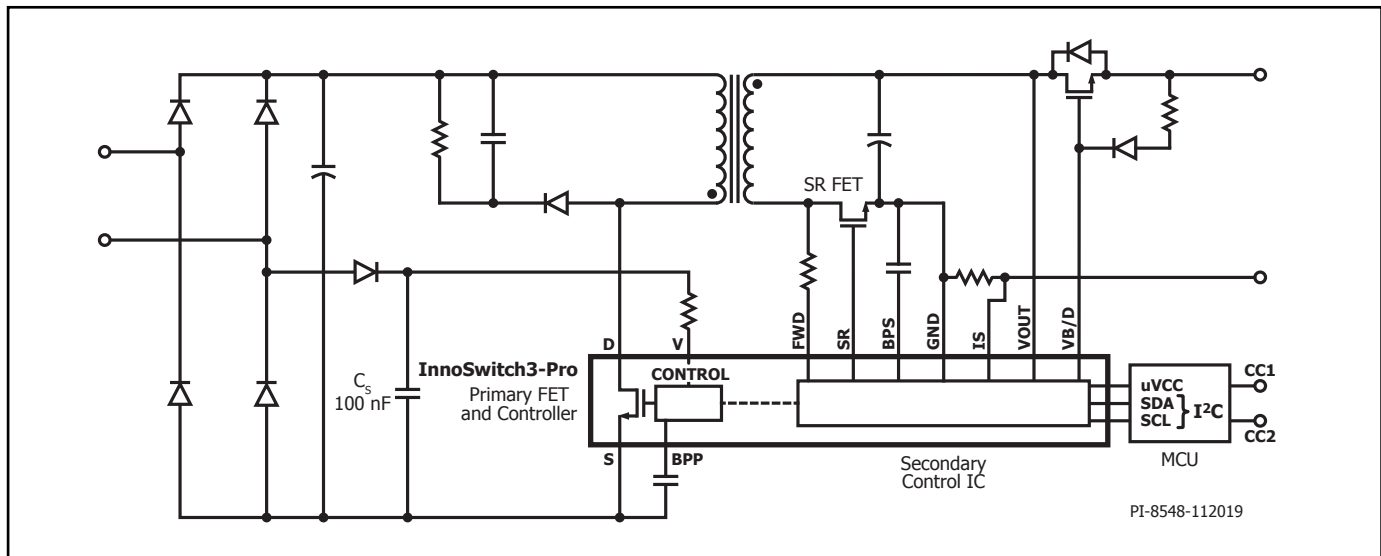 SR FET
D
V
FWD
SR
BPS
GND
IS
VOUT
VB/D
InnoSwitch3-Pro
Primary FET
and Controller
CONTROL
C_S
100 nF
uVCC
SDA
SCL
I²C
CC1
CC2
S
BPP
Secondary
Control IC
MCU
PI-8548-112019